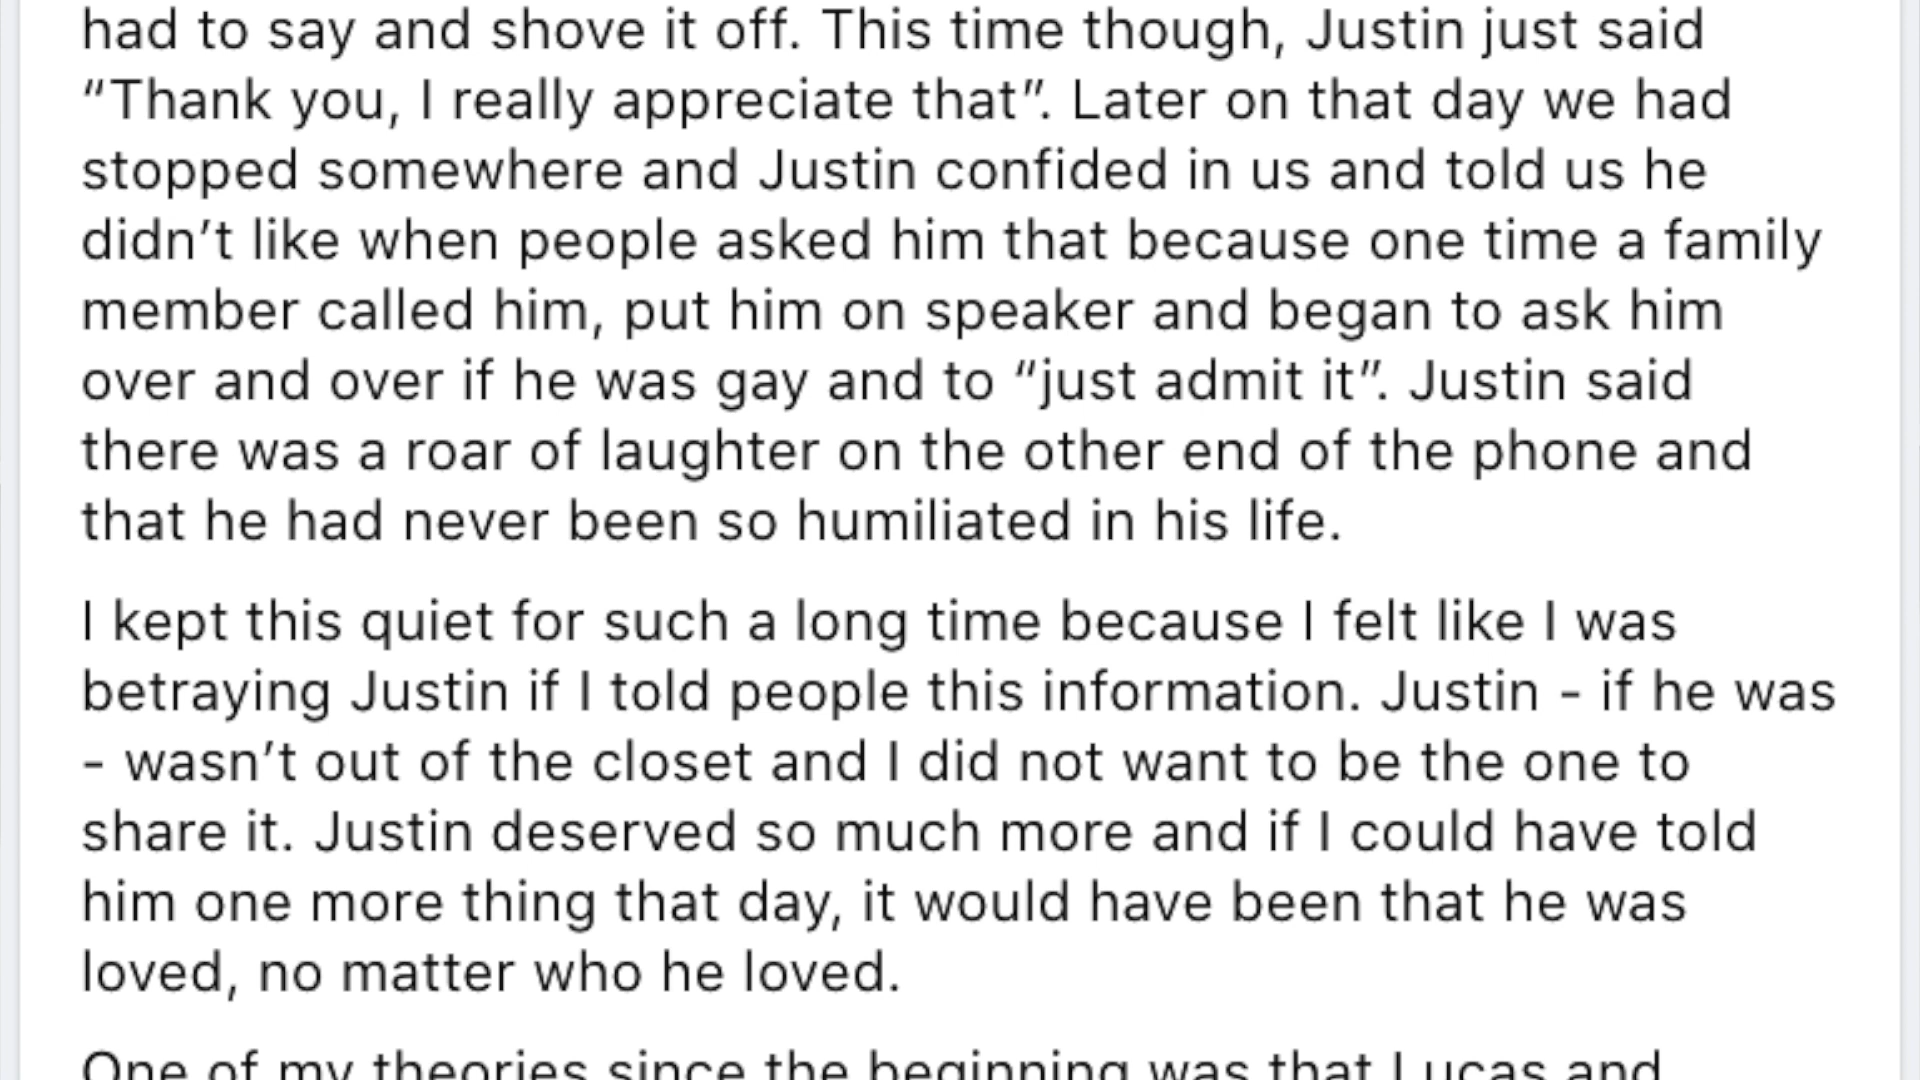 had to say and shove it off. This time though, Justin just said
“Thank you, I really appreciate that”. Later on that day we had
stopped somewhere and Justin confided in us and told us he
didn’t like when people asked him that because one time a family
member called him, put him on speaker and began to ask him
over and over if he was gay and to “just admit it”. Justin said
there was a roar of laughter on the other end of the phone and
that he had never been so humiliated in his life.
I kept this quiet for such a long time because I felt like I was
betraying Justin if I told people this information. Justin - if he was
- wasn’t out of the closet and I did not want to be the one to
share it. Justin deserved so much more and if I could have told
him one more thing that day, it would have been that he was
loved, no matter who he loved.
One of my theories since the beginning was that Lucas and